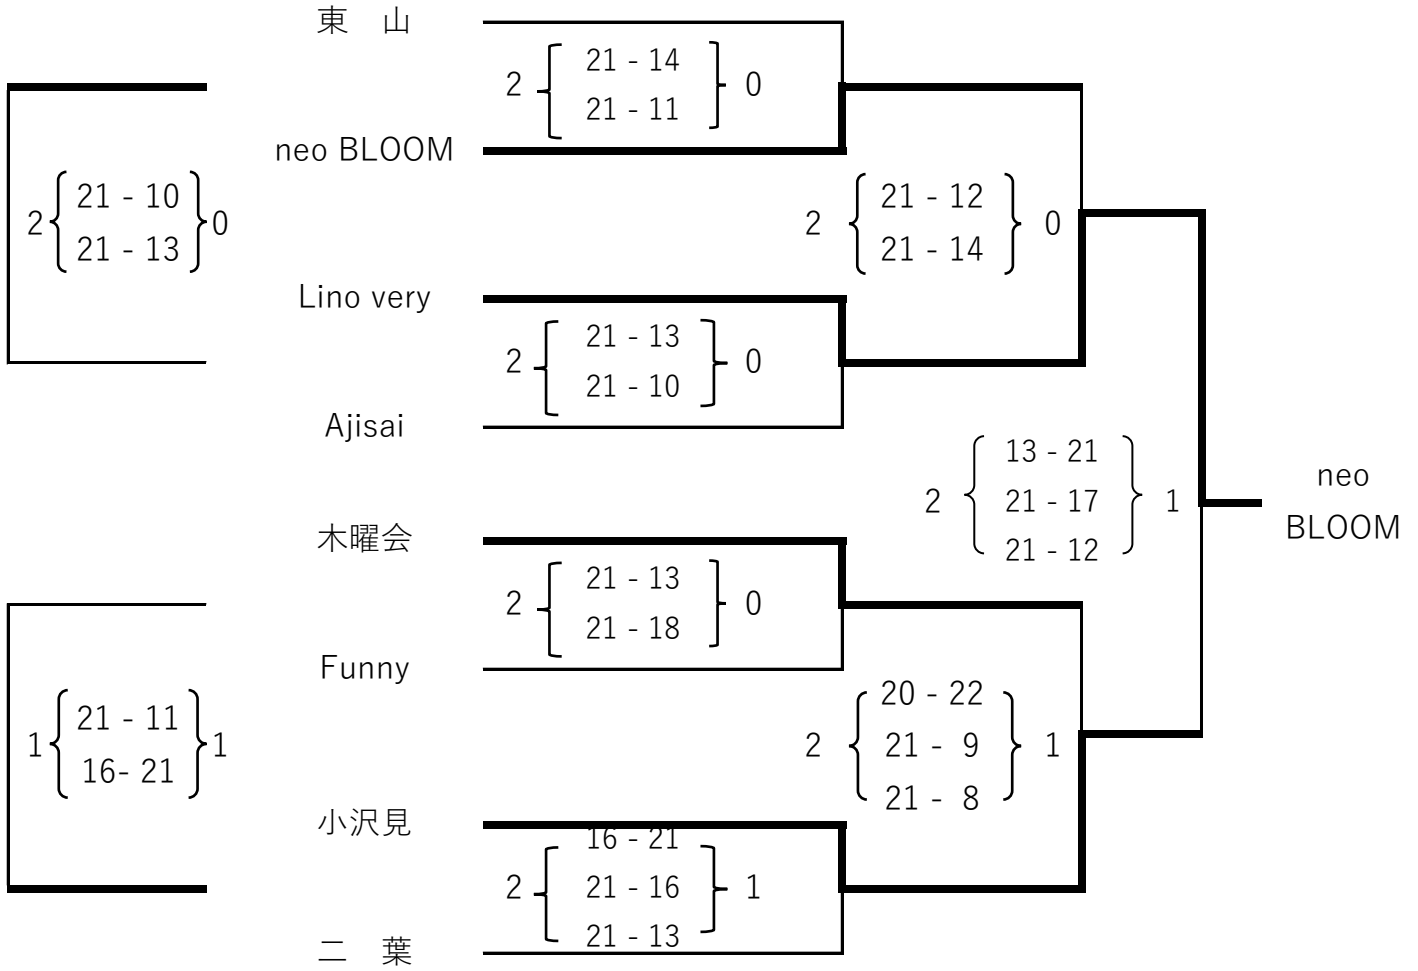 東　山
2 { 21 - 14 } 0
21 - 11
neo BLOOM
2 { 21 - 10 } 0
21 - 13
2 { 21 - 12 } 0
21 - 14
Lino very
2 { 21 - 13 } 0
21 - 10
Ajisai
2 { 13 - 21 } 1
21 - 17
21 - 12
neo
BLOOM
木曜会
2 { 21 - 13 } 0
21 - 18
Funny
1 { 21 - 11 } 1
16- 21
2 { 20 - 22 } 1
21 - 9
21 - 8
小沢見
2 { 16 - 21 } 1
21 - 16
21 - 13
二　葉